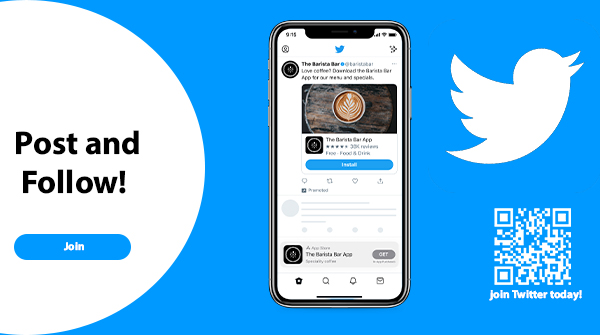 Post and
Follow!
Join
9:15
The Barista Bar @baristabar
Love coffee? Download the Barista Bar
App for our menu and specials.
The Barista Bar App
38K reviews
Free · Food & Drink
Install
Promoted
App Store
The Barista Bar App
Specialty coffee
GET
Join Twitter today!